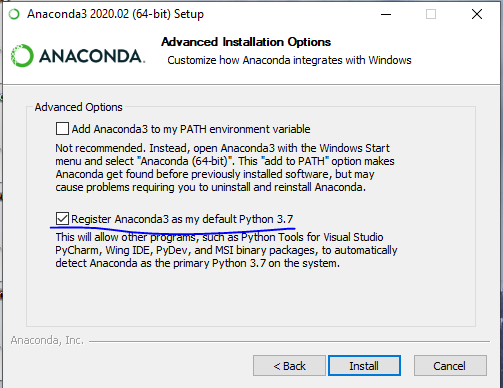 Anaconda3 2020.02 (64-bit) Setup
ANACONDA.
Advanced Installation Options
Customize how Anaconda integrates with Windows
Advanced Options
Add Anaconda3 to my PATH environment variable
Not recommended. Instead, open Anaconda3 with the Windows Start
menu and select "Anaconda (64-bit)". This "add to PATH" option makes
Anaconda get found before previously installed software, but may
cause problems requiring you to uninstall and reinstall Anaconda.
Register Anaconda3 as my default Python 3.7
This will allow other programs, such as Python Tools for Visual Studio
PyCharm, Wing IDE, PyDev, and MSI binary packages, to automatically
detect Anaconda as the primary Python 3.7 on the system.
Anaconda, Inc.
< Back
Install
Cancel